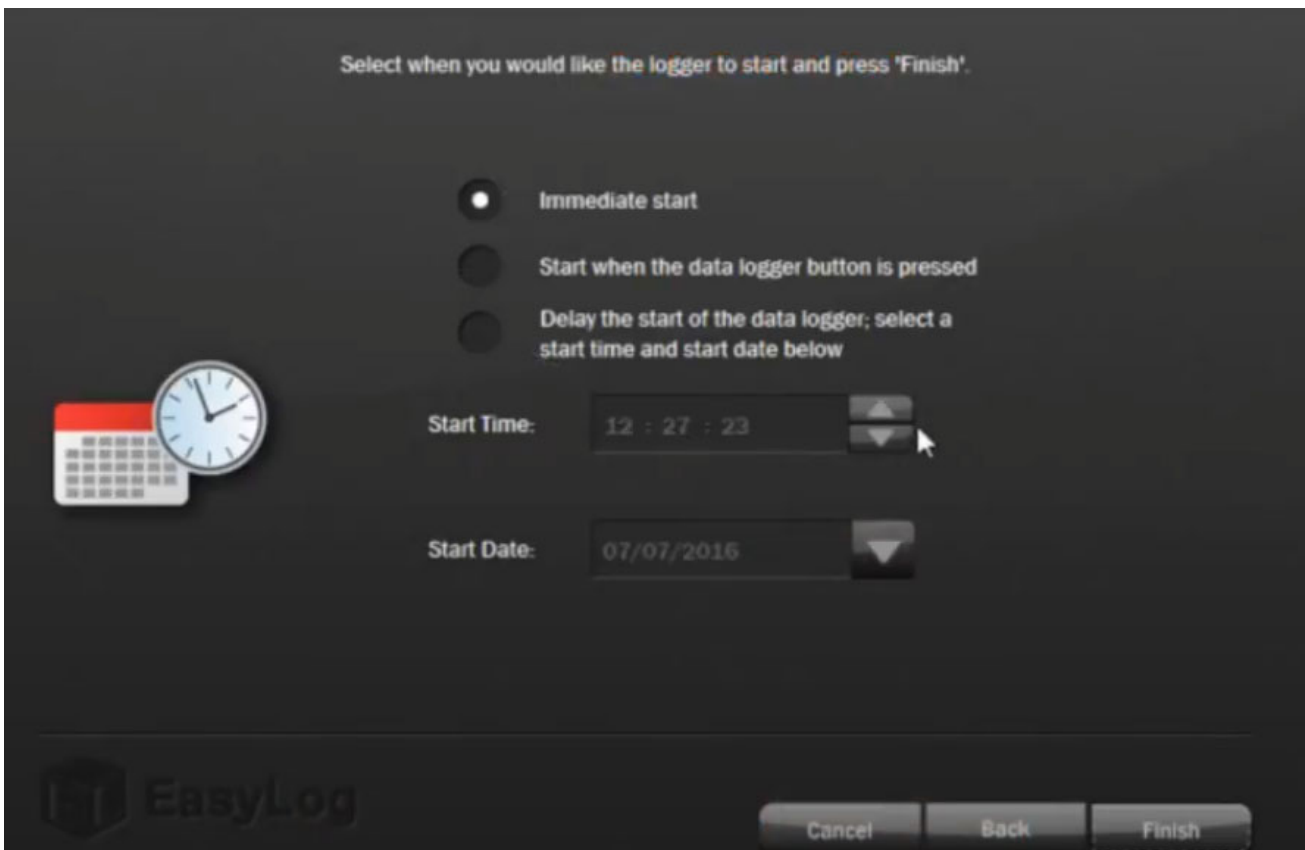 Select when you would like the logger to start and press 'Finish'.
Immediate start
Start when the data logger button is pressed
Delay the start of the data logger; select a
start time and start date below
Start Time:
12 : 27 : 23
Start Date:
07/07/2016
EasyLog
Cancel
Back
Finish